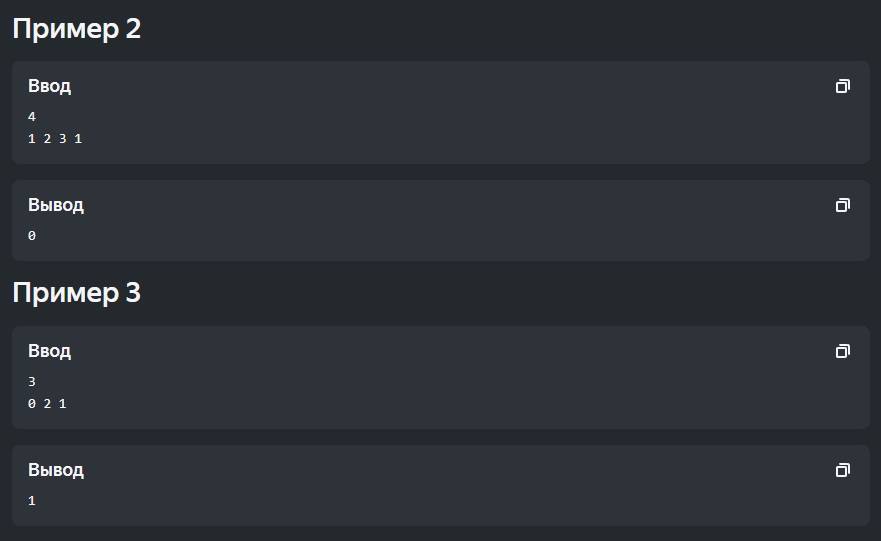 Пример 2
Ввод
4
1 2 3 1
Вывод
0
Пример 3
Ввод
3
0 2 1
Вывод
1